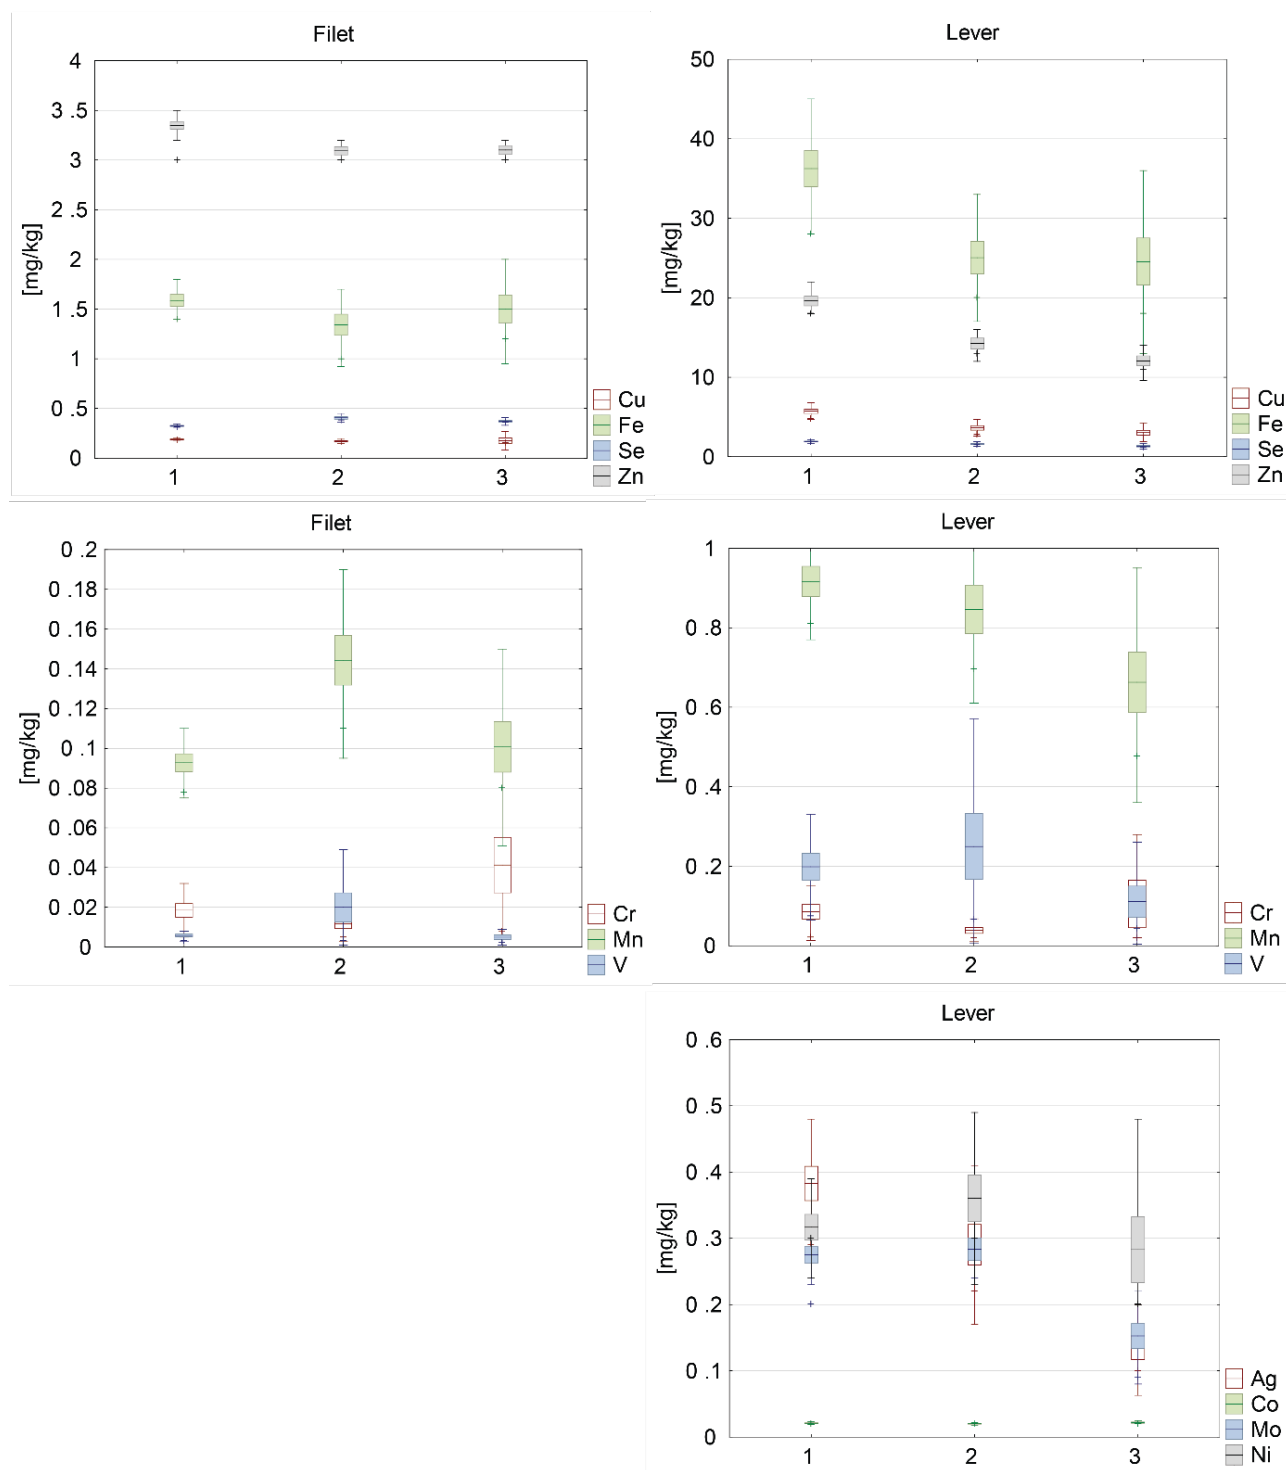 Filet
4
3 .5
3
2 .5
2
1 .5
1
0 .5
0
[mg/kg]
1 2 3
Cu
Fe
Se
Zn
Lever
50
40
30
20
10
0
[mg/kg]
1 2 3
Cu
Fe
Se
Zn
Filet
0 .2
0 .18
0 .16
0 .14
0 .12
0 .1
0 .08
0 .06
0 .04
0 .02
0
[mg/kg]
1 2 3
Cr
Mn
V
Lever
1
0 .8
0 .6
0 .4
0 .2
0
[mg/kg]
1 2 3
Cr
Mn
V
Lever
0 .6
0 .5
0 .4
0 .3
0 .2
0 .1
0
[mg/kg]
1 2 3
Ag
Co
Mo
Ni